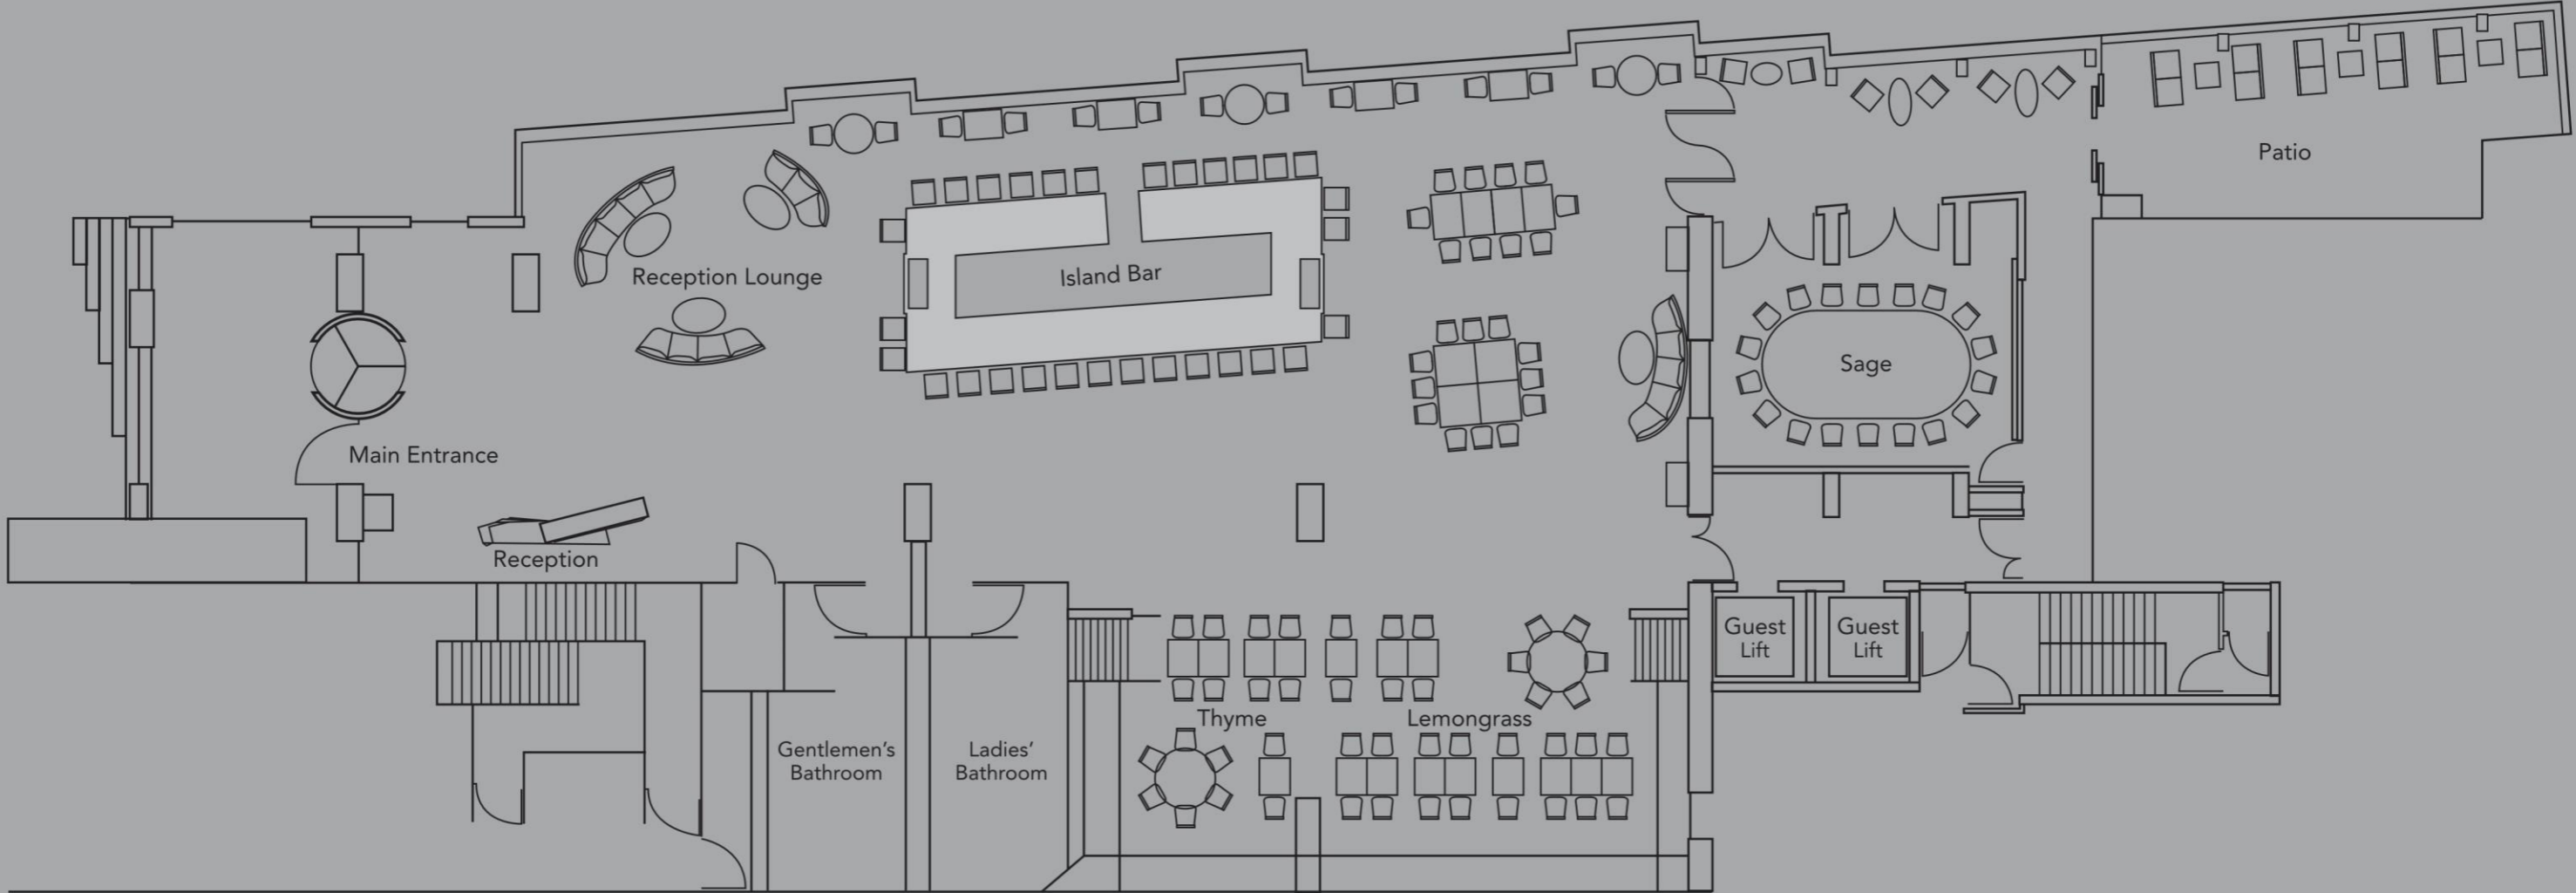 Patio
Reception Lounge
Island Bar
Sage
Main Entrance
Reception
Guest
Lift
Guest
Lift
Thyme
Lemongrass
Gentlemen’s
Bathroom
Ladies’
Bathroom